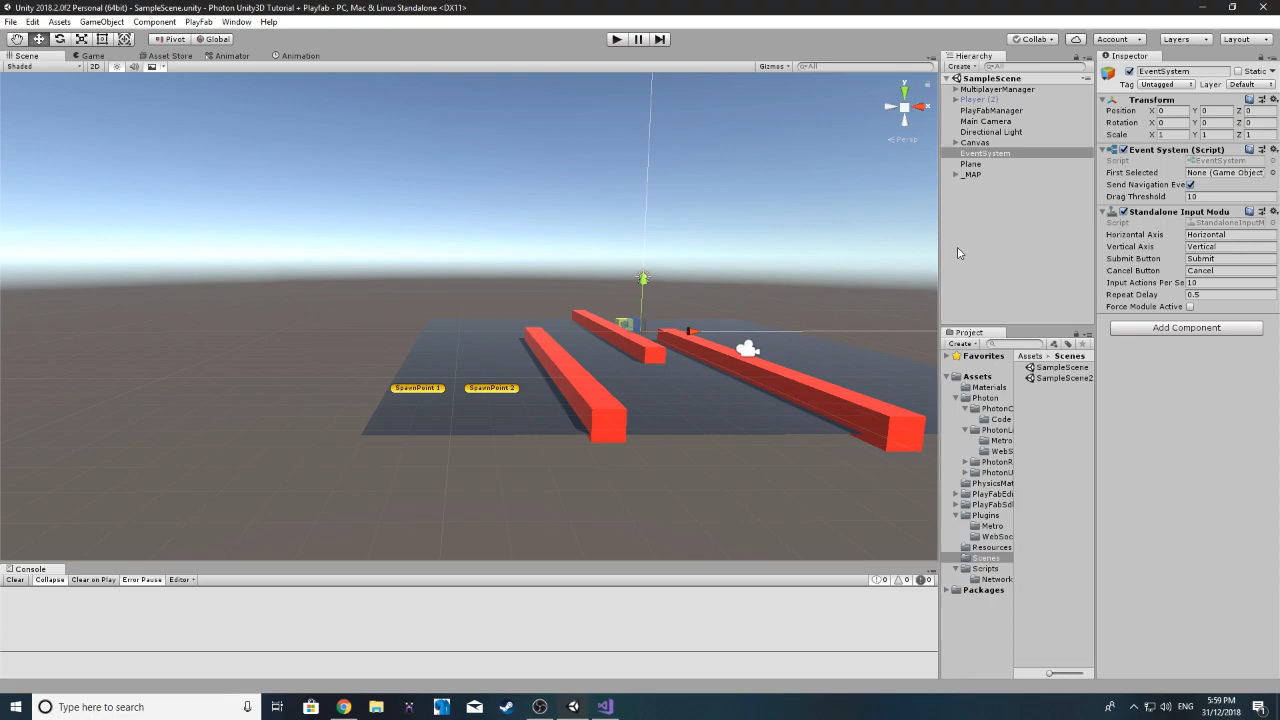 Unity 2018.2.0f2 Personal (64bit) - SampleScene.unity - Photon Unity3D Tutorial + Playfab - PC, Mac & Linux Standalone <DX11>
File Edit Assets GameObject Component PlayFab Window Help
Pivot Global Collab Account Layers Layout
Scene Game Asset Store Animator Animation
Shaded 2D Gizmos All
y
x
Persp
SpawnPoint 1 SpawnPoint 2
Console
Clear Collapse Clear on Play Error Pause Editor 0 0 0
Hierarchy
Create All
SampleScene
MultiplayerManager
Player (2)
PlayFabManager
Main Camera
Directional Light
Canvas
EventSystem
Plane
_MAP
Project
Create
Favorites
Assets
Materials
Photon
PhotonC
Code
PhotonLi
Metro
WebS
PhotonR
PhotonU
PhysicsMat
PlayFabEdi
PlayFabSdl
Plugins
Metro
WebSoc
Resources
Scenes
Scripts
Network
Packages
Assets Scenes
SampleScene
SampleScene2
Inspector
EventSystem Static
Tag Untagged Layer Default
Transform
Position X 0 Y 0 Z 0
Rotation X 0 Y 0 Z 0
Scale X 1 Y 1 Z 1
Event System (Script)
Script EventSystem
First Selected None (Game Object
Send Navigation Eve
Drag Threshold 10
Standalone Input Modu
Script StandaloneInputM
Horizontal Axis Horizontal
Vertical Axis Vertical
Submit Button Submit
Cancel Button Cancel
Input Actions Per Se 10
Repeat Delay 0.5
Force Module Active
Add Component
Type here to search
ENG
5:59 PM
31/12/2018